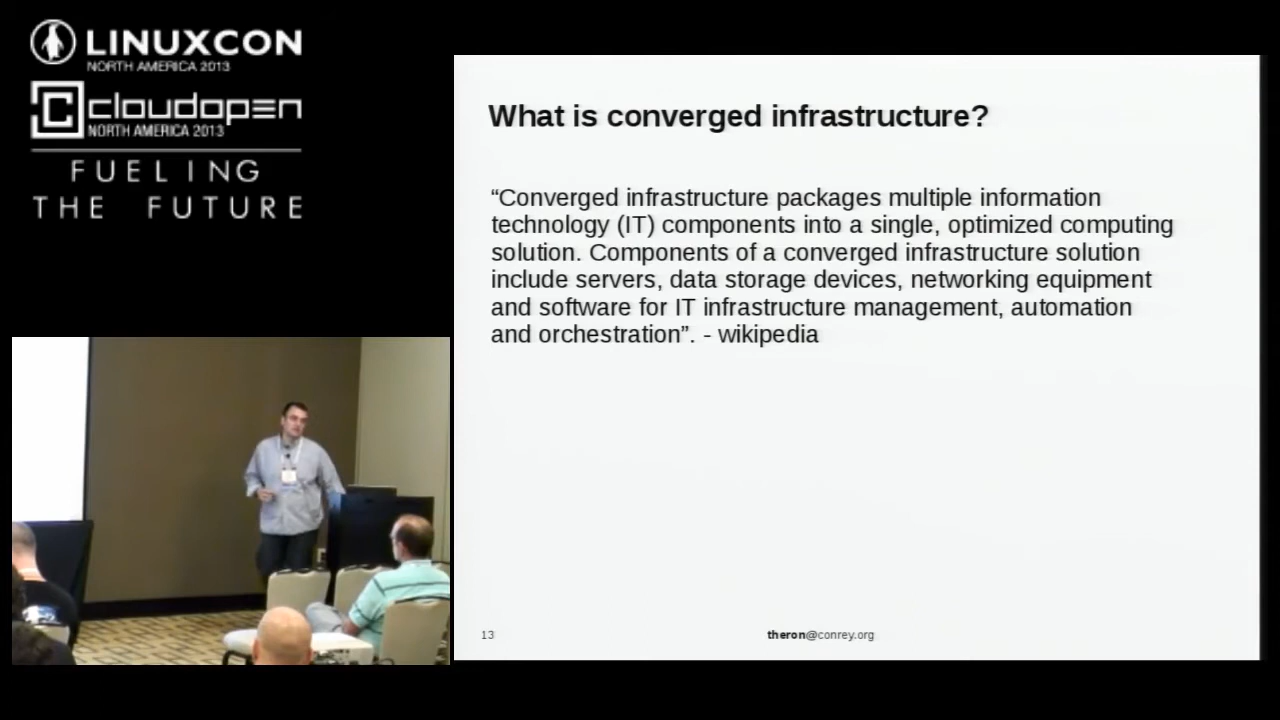 LINUXCON
NORTH AMERICA 2013
cloudopen
NORTH AMERICA 2013
FUELING
THE FUTURE
What is converged infrastructure?
“Converged infrastructure packages multiple information
technology (IT) components into a single, optimized computing
solution. Components of a converged infrastructure solution
include servers, data storage devices, networking equipment
and software for IT infrastructure management, automation
and orchestration”. - wikipedia
13
theron@conrey.org